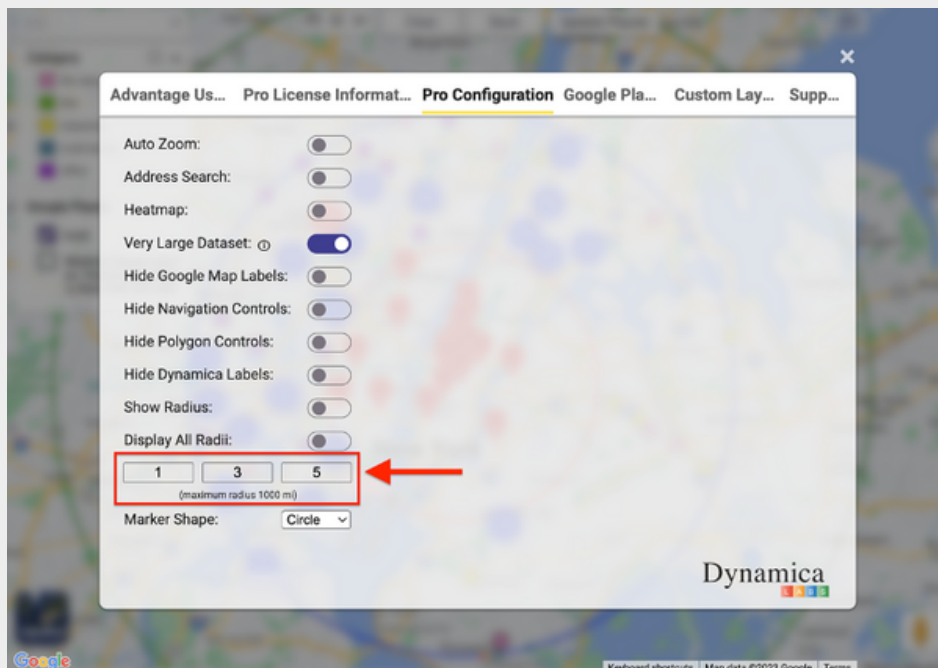 ×
Advantage Us... Pro License Informat... Pro Configuration Google Pla... Custom Lay... Supp...
Auto Zoom:
Address Search:
Heatmap:
Very Large Dataset:
Hide Google Map Labels:
Hide Navigation Controls:
Hide Polygon Controls:
Hide Dynamica Labels:
Show Radius:
Display All Radii:
1 3 5
(maximum radius 1000 mi)
Marker Shape: Circle
Dynamica
LABS
Google
Keyboard shortcuts Map data ©2023 Google Terms